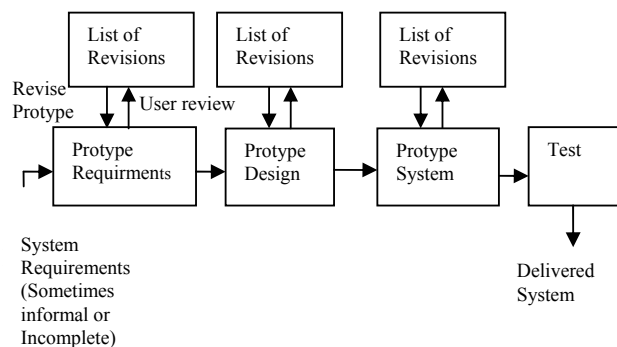 List of
Revisions
List of
Revisions
List of
Revisions
Revise
Protype
User review
Protype
Requirments
Protype
Design
Protype
System
Test
System
Requirements
(Sometimes
informal or
Incomplete)
Delivered
System